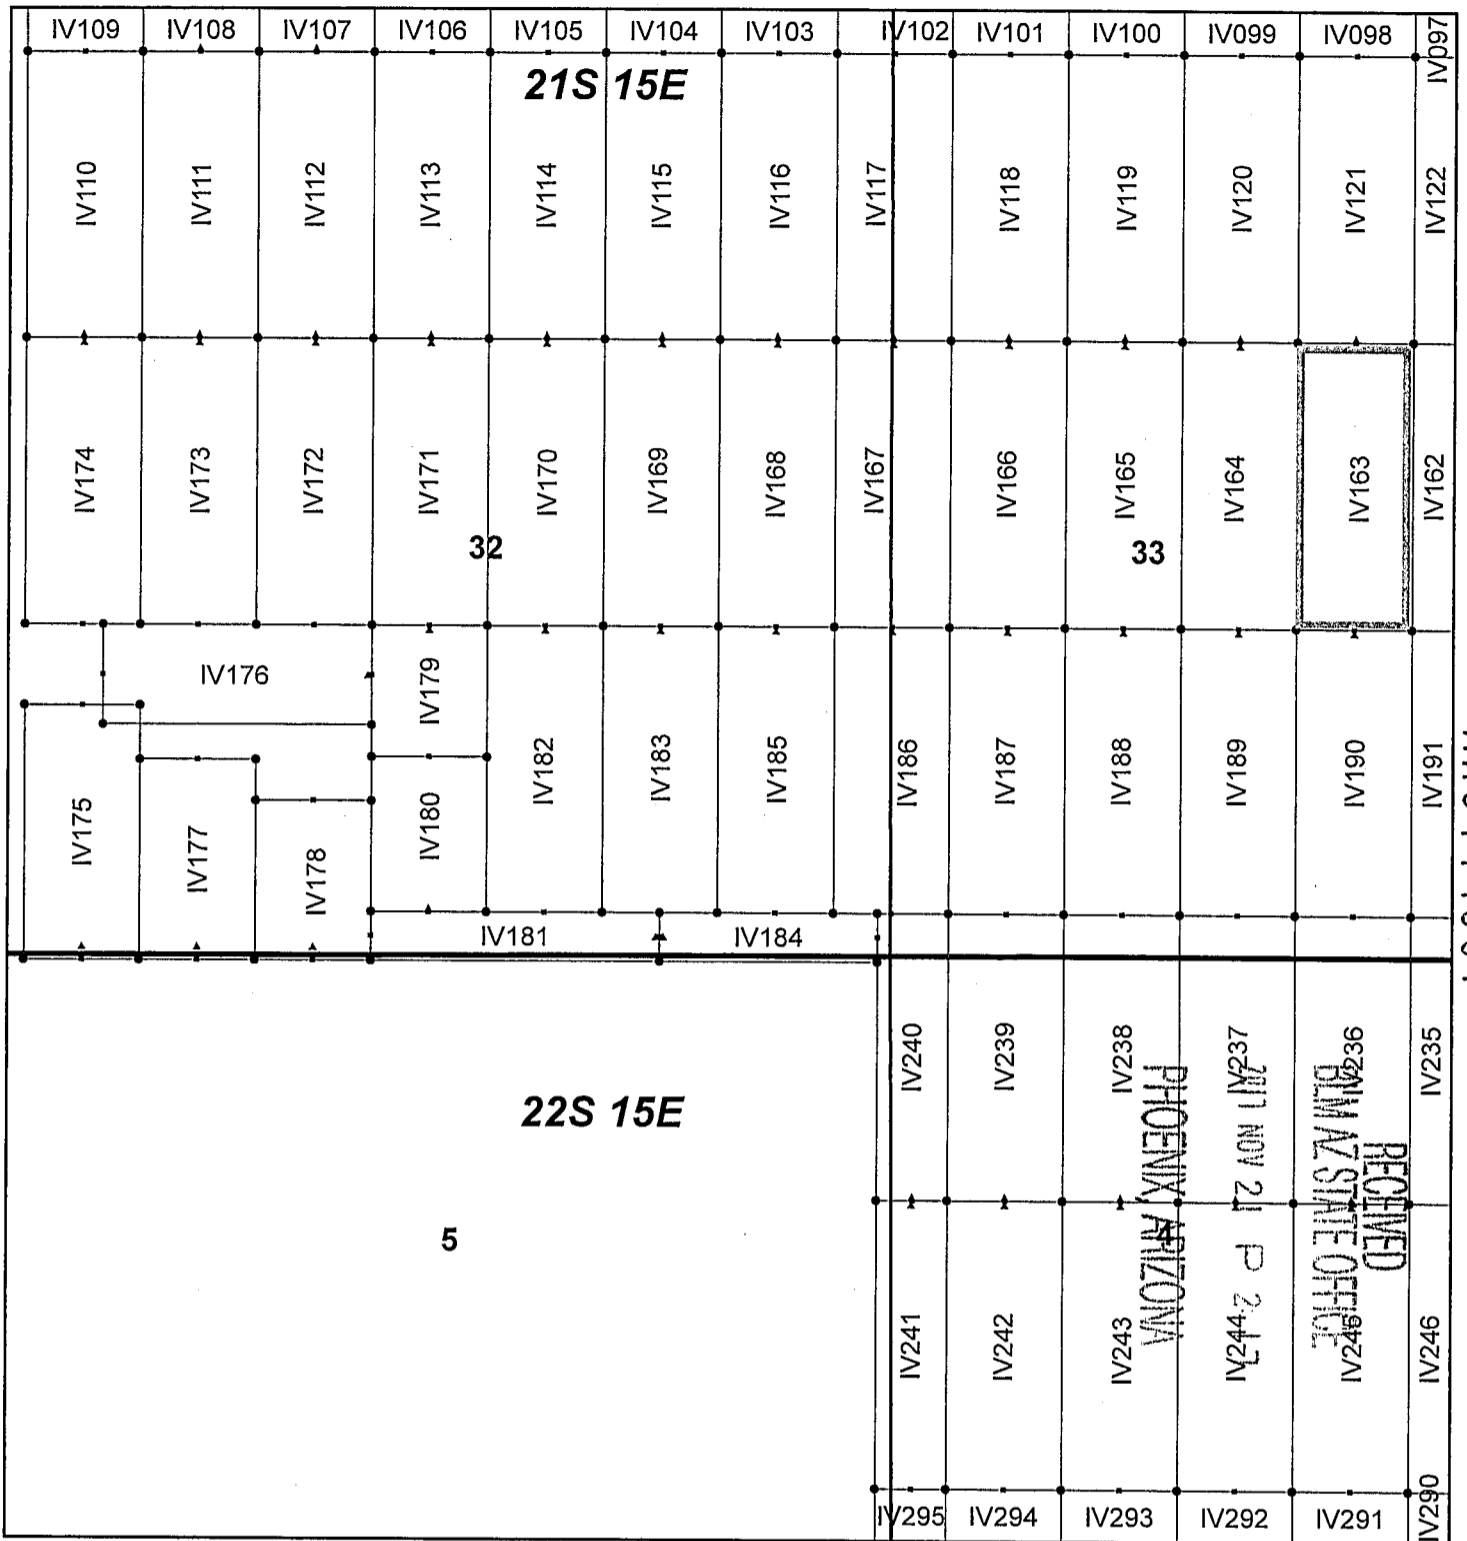 IV109 IV108 IV107 IV106 IV105 IV104 IV103 IV102 IV101 IV100 IV099 IV098 IV097
21S 15E
IV110 IV111 IV112 IV113 IV114 IV115 IV116 IV117 IV118 IV119 IV120 IV121 IV122
IV174 IV173 IV172 IV171 IV170 IV169 IV168 IV167 IV166 IV165 IV164 IV163 IV162
32 33
IV176 IV179
IV175 IV177 IV178 IV180 IV182 IV183 IV185 IV186 IV187 IV188 IV189 IV190 IV191
IV181 IV184
IV240 IV239 IV238 IV237 IV236 IV235
22S 15E
5 4
RECEIVED
BLM AZ STATE OFFICE
2011 NOV 21 P 2:
PHOENIX, ARIZONA
IV241 IV242 IV243 IV244 IV245 IV246
IV295 IV294 IV293 IV292 IV291 IV290